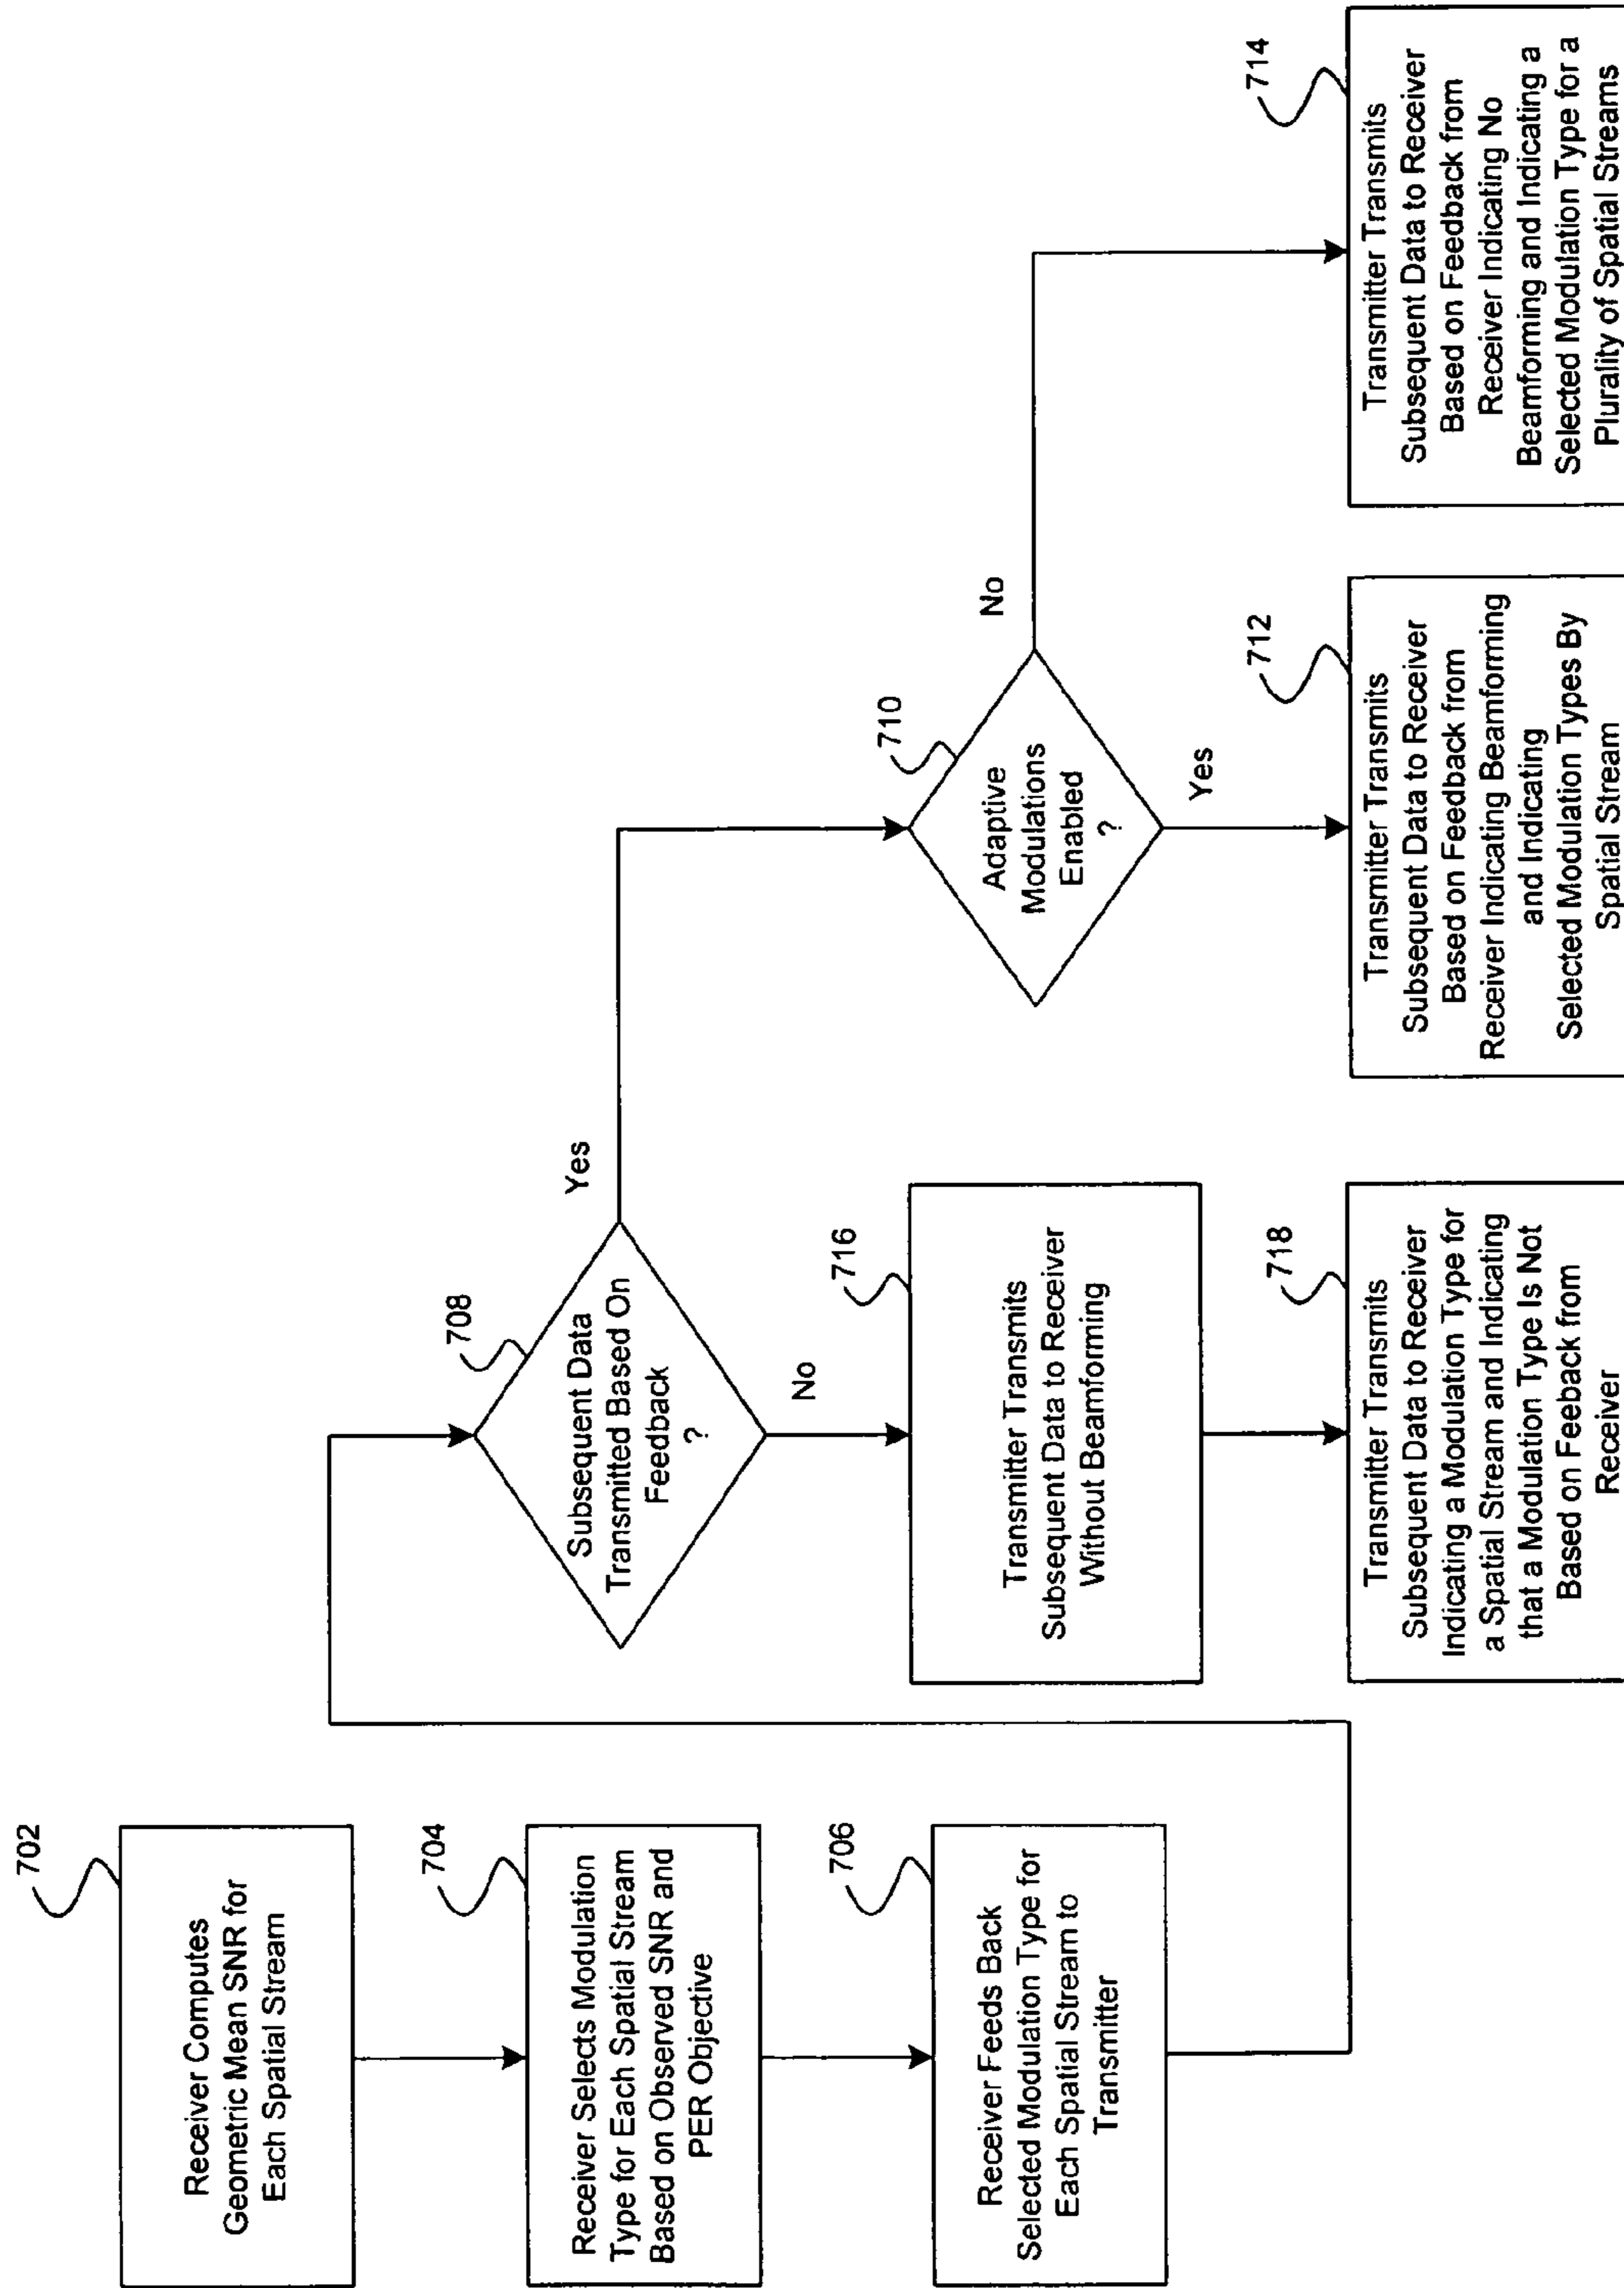 702
Receiver Computes
Geometric Mean SNR for
Each Spatial Stream
704
Receiver Selects Modulation
Type for Each Spatial Stream
Based on Observed SNR and
PER Objective
706
Receiver Feeds Back
Selected Modulation Type for
Each Spatial Stream to
Transmitter
708
Subsequent Data
Transmitted Based On
Feedback
?
Yes
No
716
Transmitter Transmits
Subsequent Data to Receiver
Without Beamforming
718
Transmitter Transmits
Subsequent Data to Receiver
Indicating a Modulation Type for
a Spatial Stream and Indicating
that a Modulation Type Is Not
Based on Feeback from
Receiver
710
Adaptive
Modulations
Enabled
?
No
Yes
712
Transmitter Transmits
Subsequent Data to Receiver
Based on Feedback from
Receiver Indicating Beamforming
and Indicating
Selected Modulation Types By
Spatial Stream
714
Transmitter Transmits
Subsequent Data to Receiver
Based on Feedback from
Receiver Indicating No
Beamforming and Indicating a
Selected Modulation Type for a
Plurality of Spatial Streams